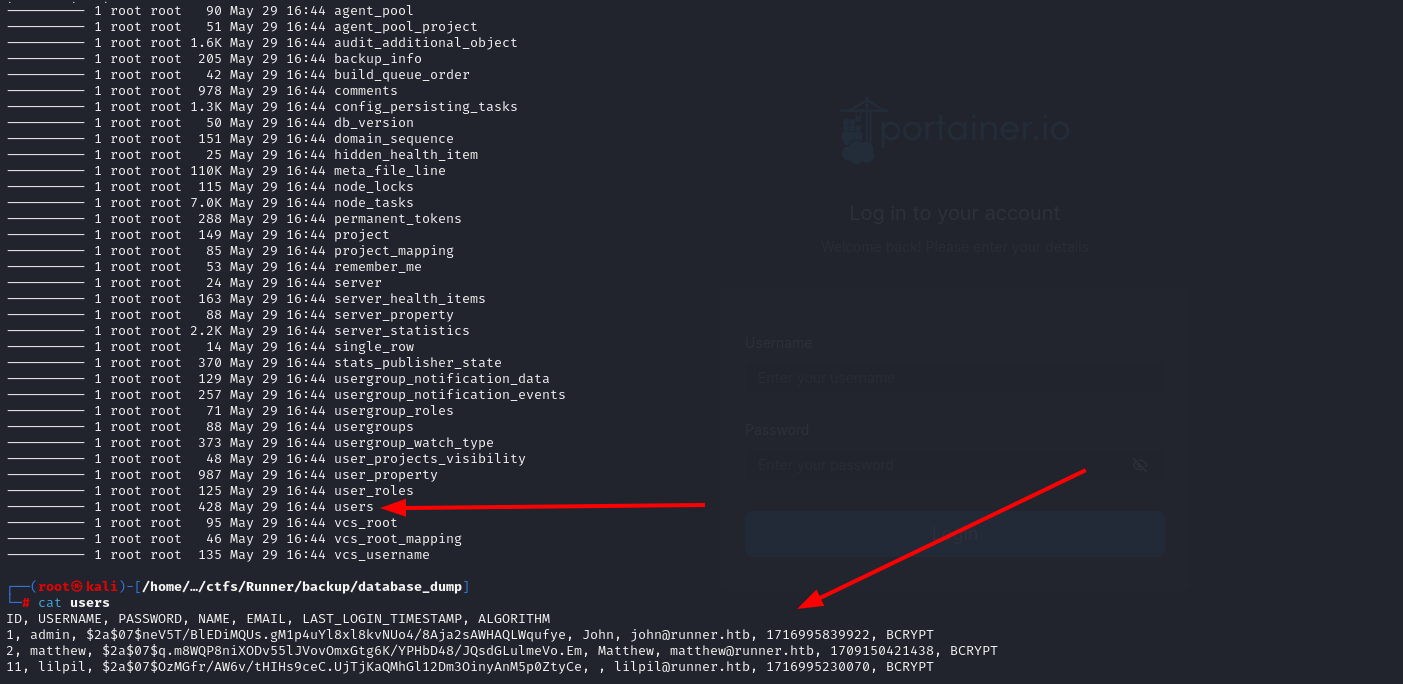 1 root root 90 May 29 16:44 agent_pool
1 root root 51 May 29 16:44 agent_pool_project
1 root root 1.6K May 29 16:44 audit_additional_object
1 root root 205 May 29 16:44 backup_info
1 root root 42 May 29 16:44 build_queue_order
1 root root 978 May 29 16:44 comments
1 root root 1.3K May 29 16:44 config_persisting_tasks
1 root root 50 May 29 16:44 db_version
1 root root 151 May 29 16:44 domain_sequence
1 root root 25 May 29 16:44 hidden_health_item
1 root root 110K May 29 16:44 meta_file_line
1 root root 115 May 29 16:44 node_locks
1 root root 7.0K May 29 16:44 node_tasks
1 root root 288 May 29 16:44 permanent_tokens
1 root root 149 May 29 16:44 project
1 root root 85 May 29 16:44 project_mapping
1 root root 53 May 29 16:44 remember_me
1 root root 24 May 29 16:44 server
1 root root 163 May 29 16:44 server_health_items
1 root root 88 May 29 16:44 server_property
1 root root 2.2K May 29 16:44 server_statistics
1 root root 14 May 29 16:44 single_row
1 root root 370 May 29 16:44 stats_publisher_state
1 root root 129 May 29 16:44 usergroup_notification_data
1 root root 257 May 29 16:44 usergroup_notification_events
1 root root 71 May 29 16:44 usergroup_roles
1 root root 88 May 29 16:44 usergroups
1 root root 373 May 29 16:44 usergroup_watch_type
1 root root 48 May 29 16:44 user_projects_visibility
1 root root 987 May 29 16:44 user_property
1 root root 125 May 29 16:44 user_roles
1 root root 428 May 29 16:44 users
1 root root 95 May 29 16:44 vcs_root
1 root root 46 May 29 16:44 vcs_root_mapping
1 root root 135 May 29 16:44 vcs_username
┌──(root㉿kali)-[/home/…/ctfs/Runner/backup/database_dump]
└─# cat users
ID, USERNAME, PASSWORD, NAME, EMAIL, LAST_LOGIN_TIMESTAMP, ALGORITHM
1, admin, $2a$07$neV5T/BlEDiMQUs.gM1p4uYl8xl8kvNUo4/8Aja2sAWHAQLWqufye, John, john@runner.htb, 1716995839922, BCRYPT
2, matthew, $2a$07$q.m8WQP8niXODv55lJVovOmxGtg6K/YPHbD48/JQsdGLulmeVo.Em, Matthew, matthew@runner.htb, 1709150421438, BCRYPT
11, lilpil, $2a$07$OzMGfr/AW6v/tHIHs9ceC.UjTjKaQMhGl12Dm3OinyAnM5p0ZtyCe, , lilpil@runner.htb, 1716995230070, BCRYPT
portainer.io
Log in to your account
Welcome back! Please enter your details
Username
Enter your username
Password
Enter your password
Login